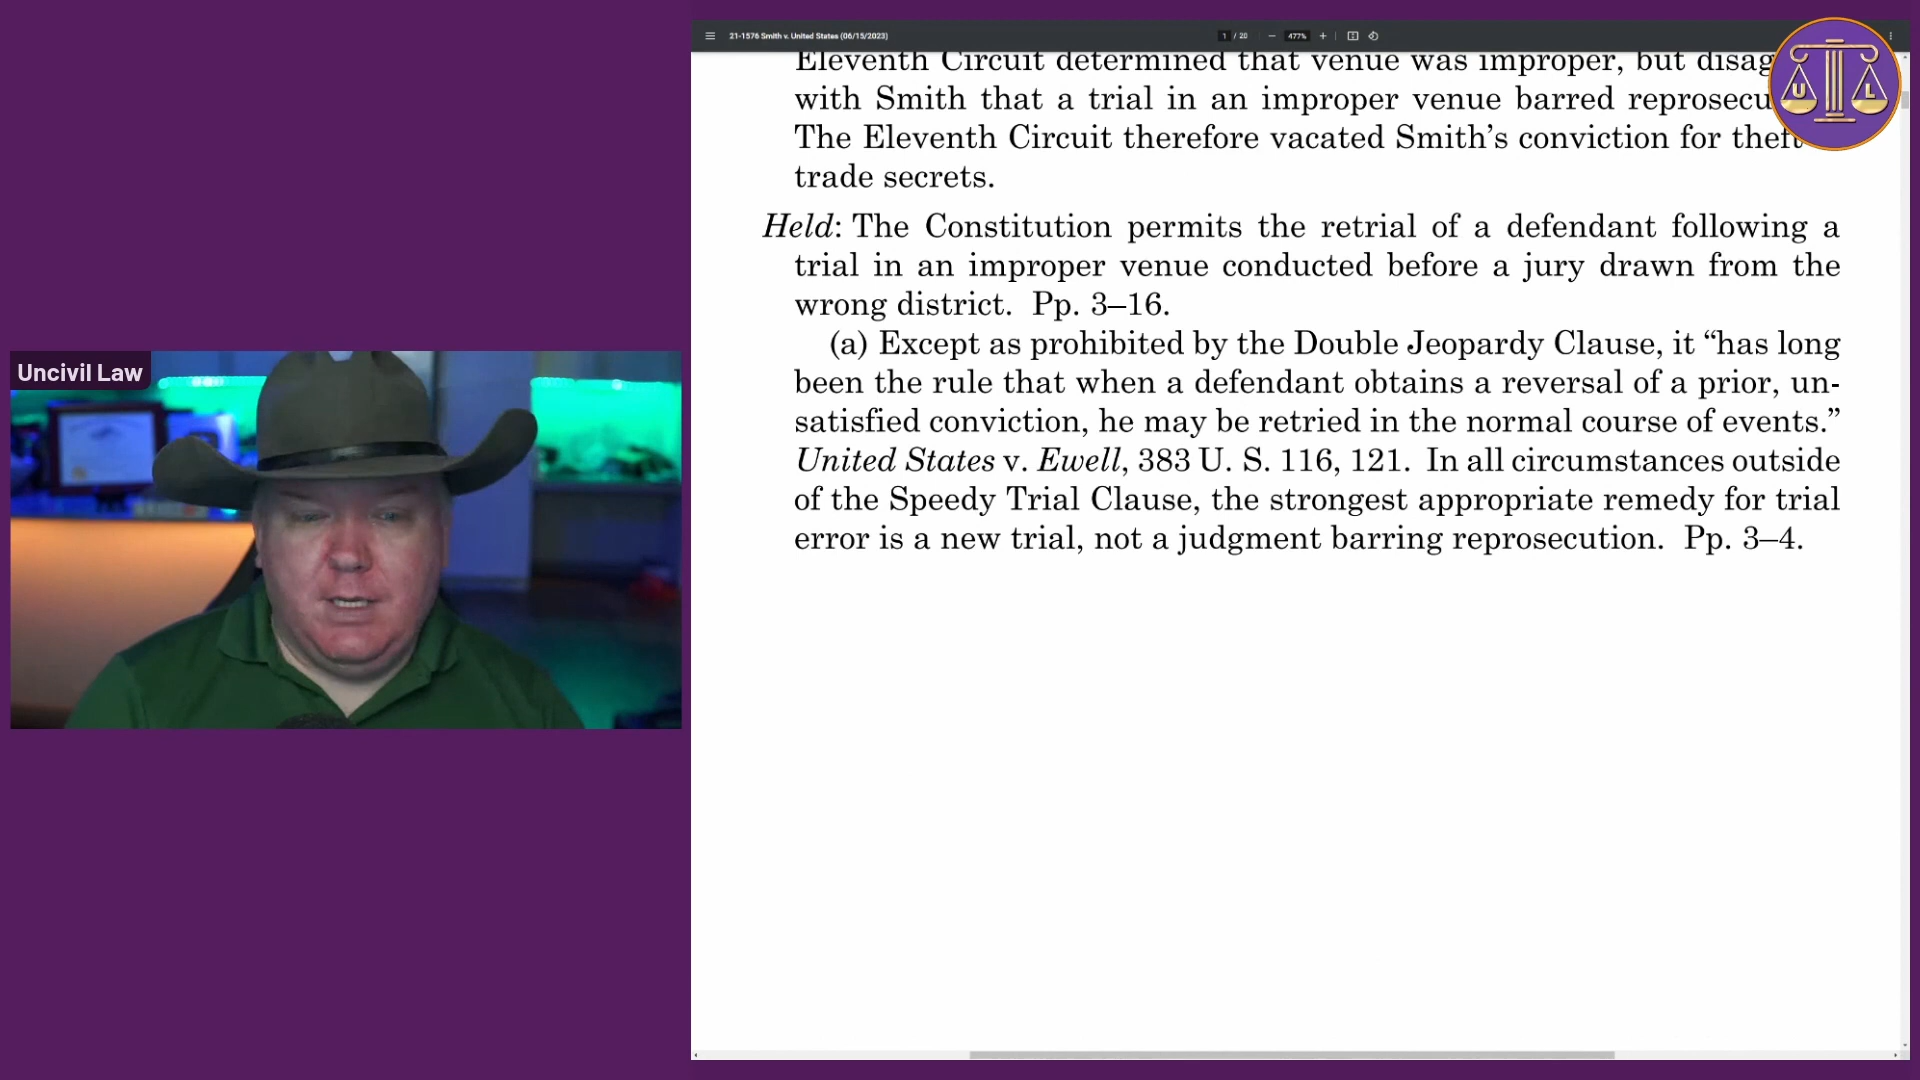 21-1576 Smith v. United States (06/15/2023)
1 / 20
477%
U L
Eleventh Circuit determined that venue was improper, but
with Smith that a trial in an improper venue barred
The Eleventh Circuit therefore vacated Smith’s conviction for theft
trade secrets.
Held: The Constitution permits the retrial of a defendant following a
trial in an improper venue conducted before a jury drawn from the
wrong district. Pp. 3–16.
(a) Except as prohibited by the Double Jeopardy Clause, it “has long
been the rule that when a defendant obtains a reversal of a prior, un-
satisfied conviction, he may be retried in the normal course of events.”
United States v. Ewell, 383 U. S. 116, 121. In all circumstances outside
of the Speedy Trial Clause, the strongest appropriate remedy for trial
error is a new trial, not a judgment barring reprosecution. Pp. 3–4.
Uncivil Law